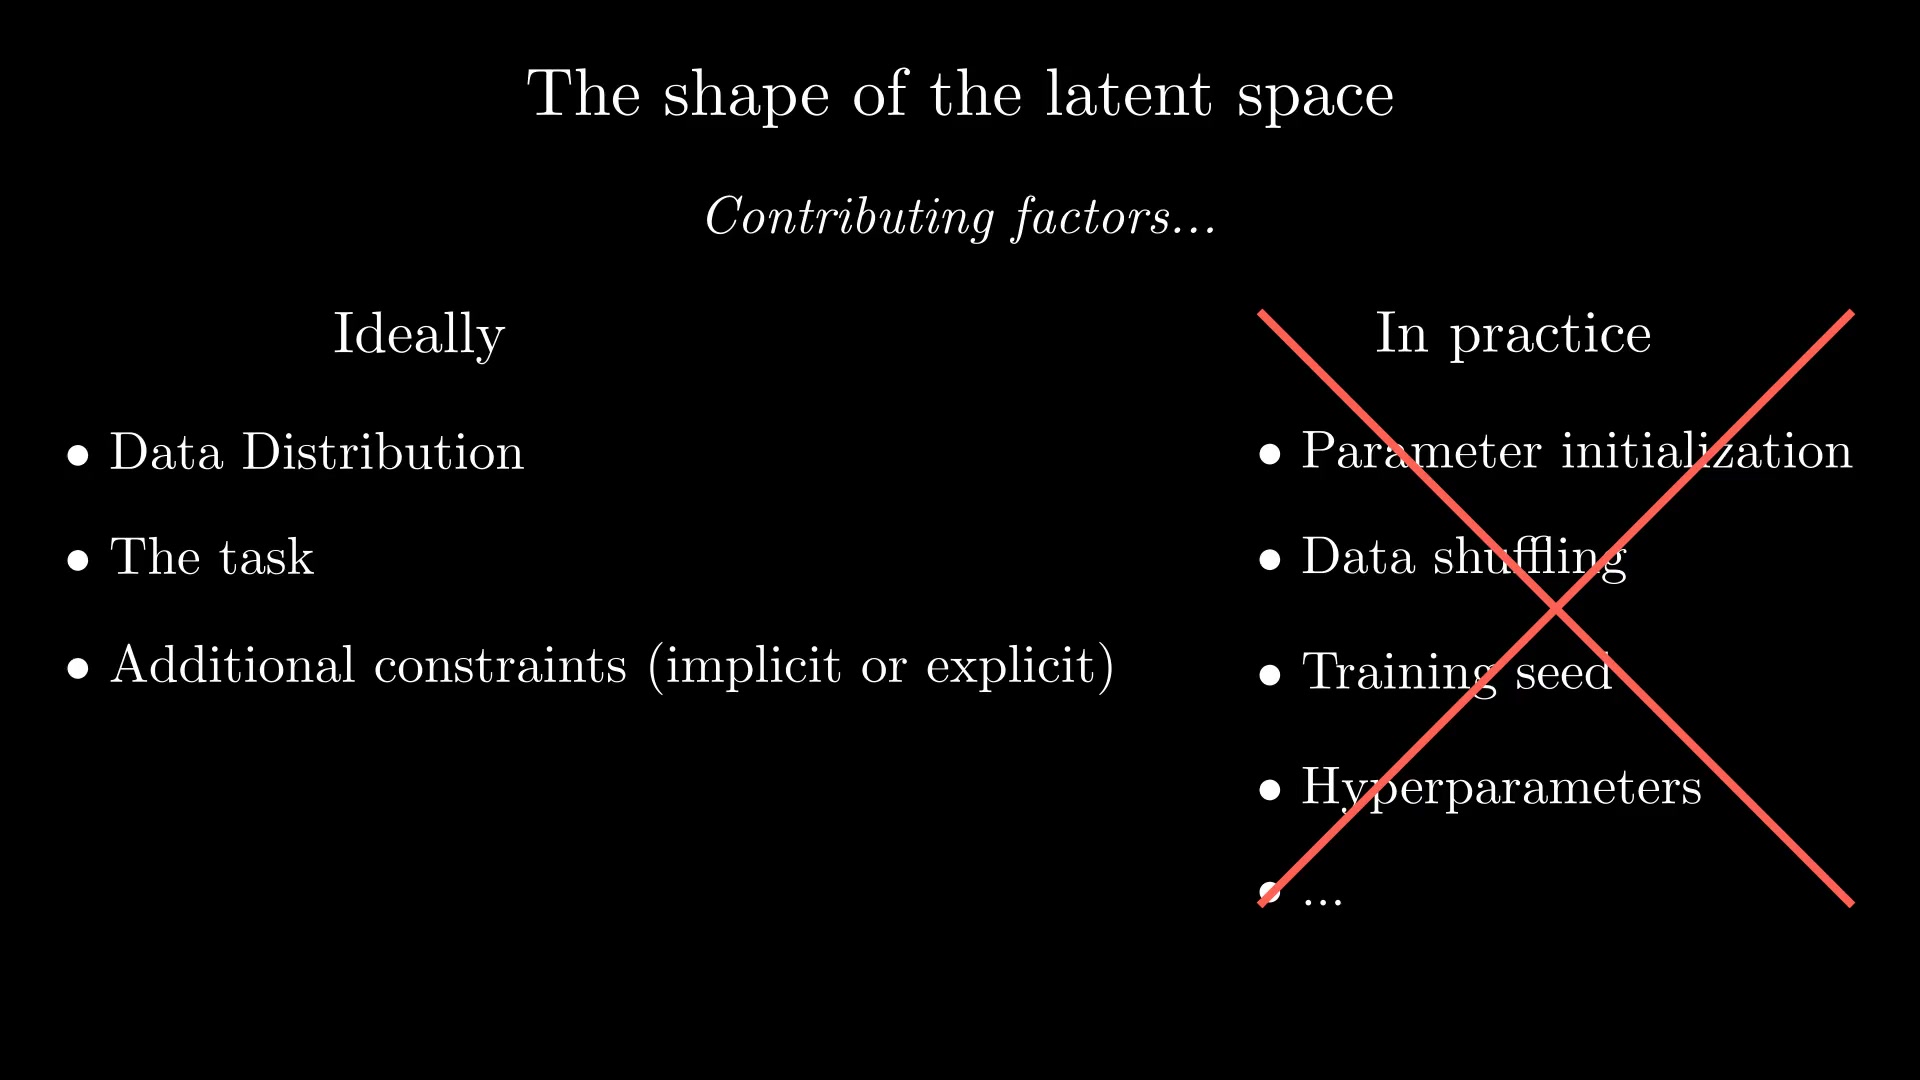 The shape of the latent space
Contributing factors...
Ideally
• Data Distribution
• The task
• Additional constraints (implicit or explicit)
In practice
• Parameter initialization
• Data shuffling
• Training seed
• Hyperparameters
• ...